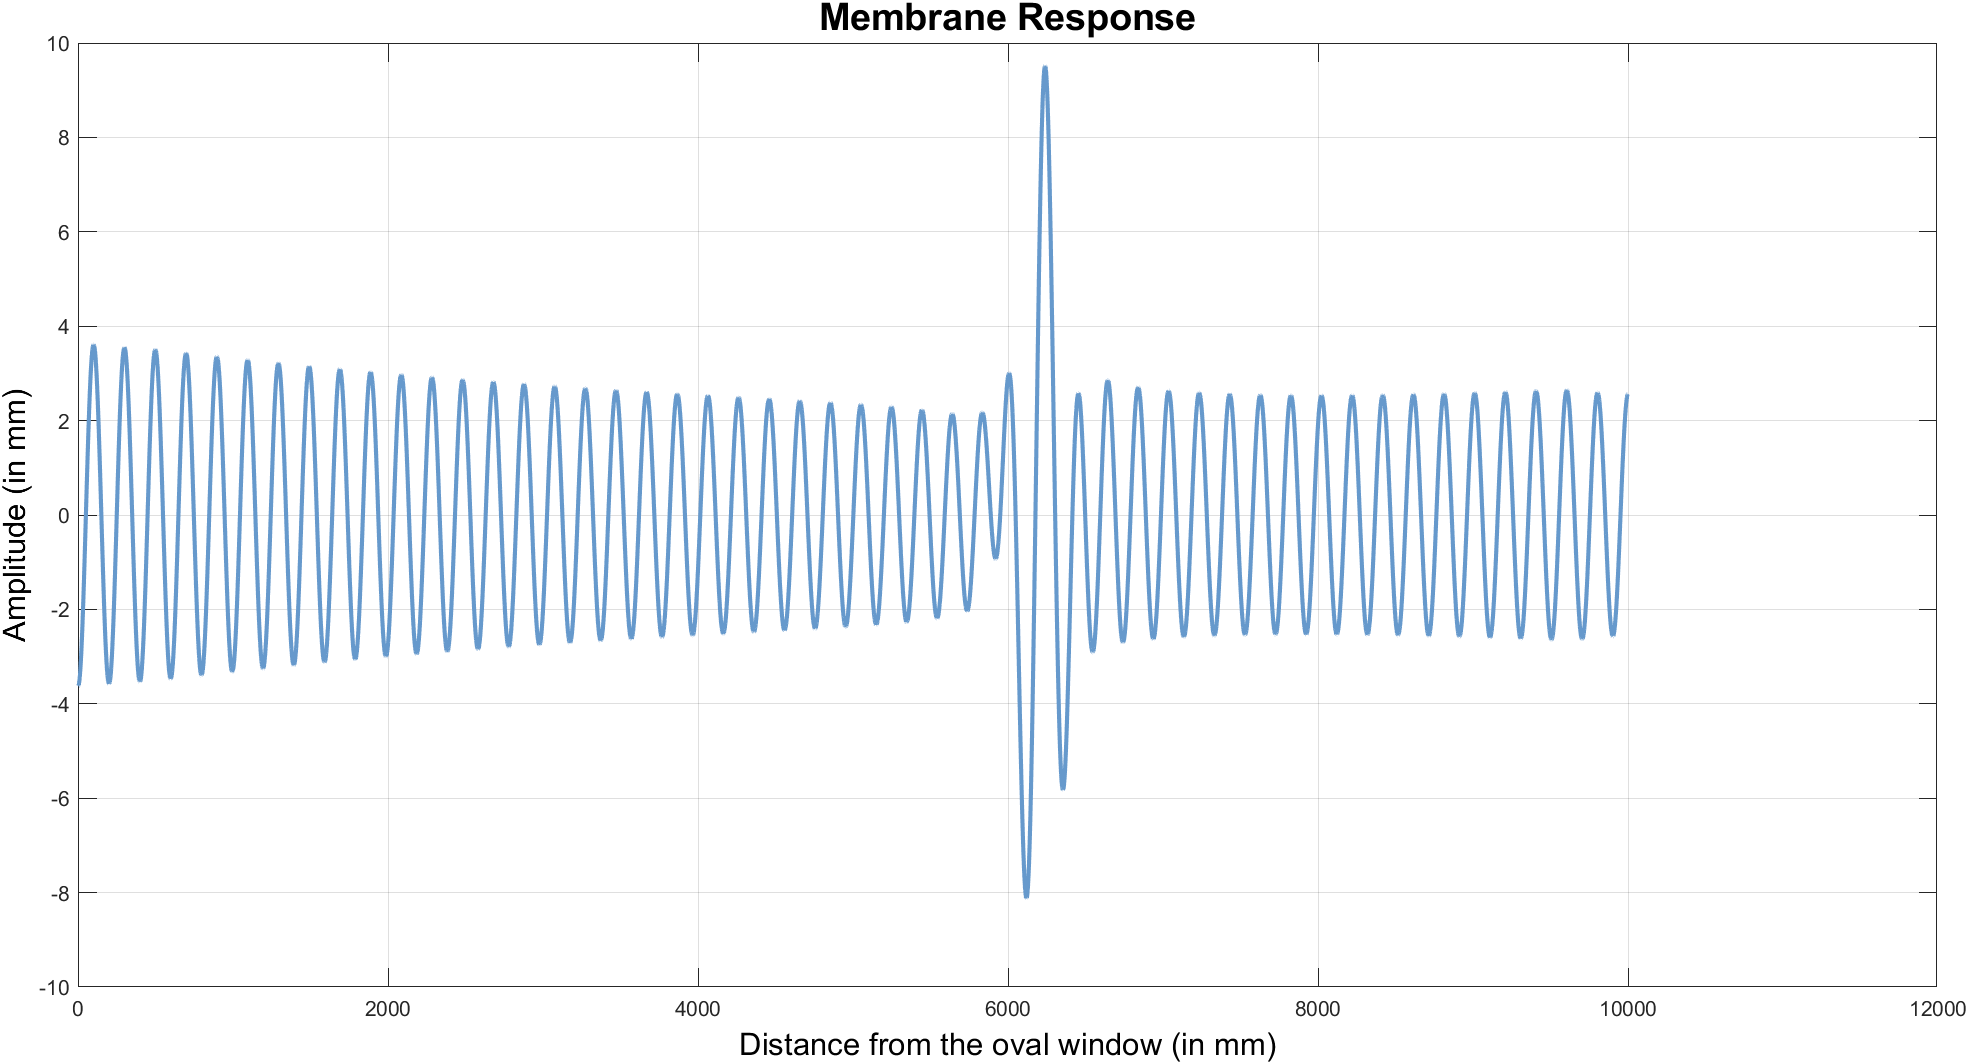 Membrane Response
10
8
6
4
2
0
-2
-4
-6
-8
-10
Amplitude (in mm)
0 2000 4000 6000 8000 10000 12000
Distance from the oval window (in mm)